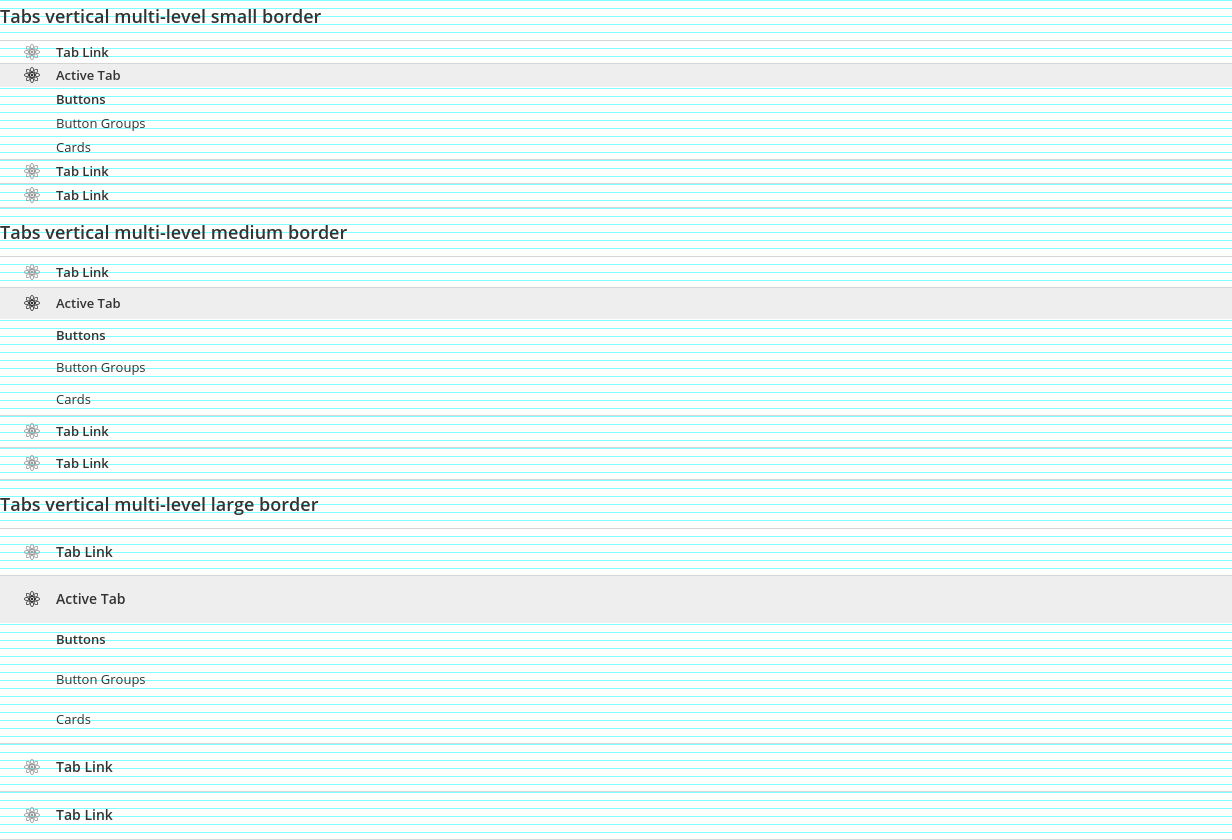 Tabs vertical multi-level small border
Tab Link
Active Tab
Buttons
Button Groups
Cards
Tab Link
Tab Link
Tabs vertical multi-level medium border
Tab Link
Active Tab
Buttons
Button Groups
Cards
Tab Link
Tab Link
Tabs vertical multi-level large border
Tab Link
Active Tab
Buttons
Button Groups
Cards
Tab Link
Tab Link